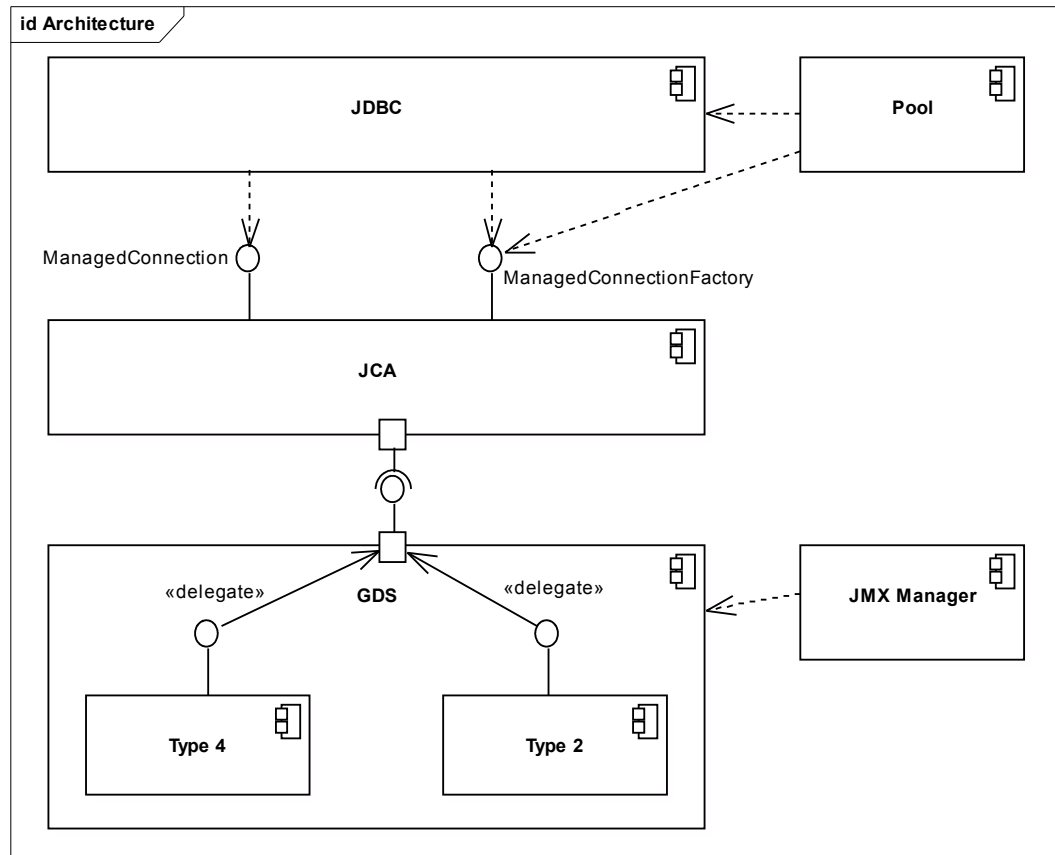 id Architecture
JDBC
Pool
ManagedConnection
ManagedConnectionFactory
JCA
«delegate»
GDS
«delegate»
JMX Manager
Type 4
Type 2